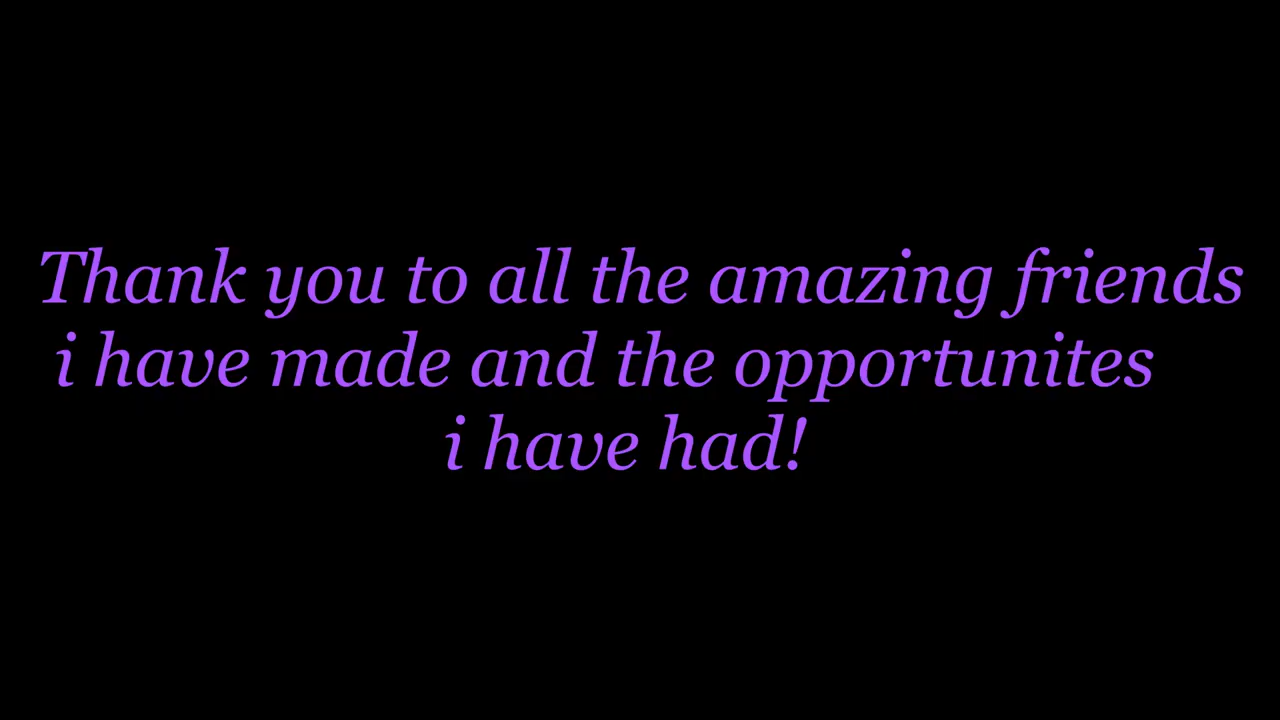 Thank you to all the amazing friends
i have made and the opportunites
i have had!